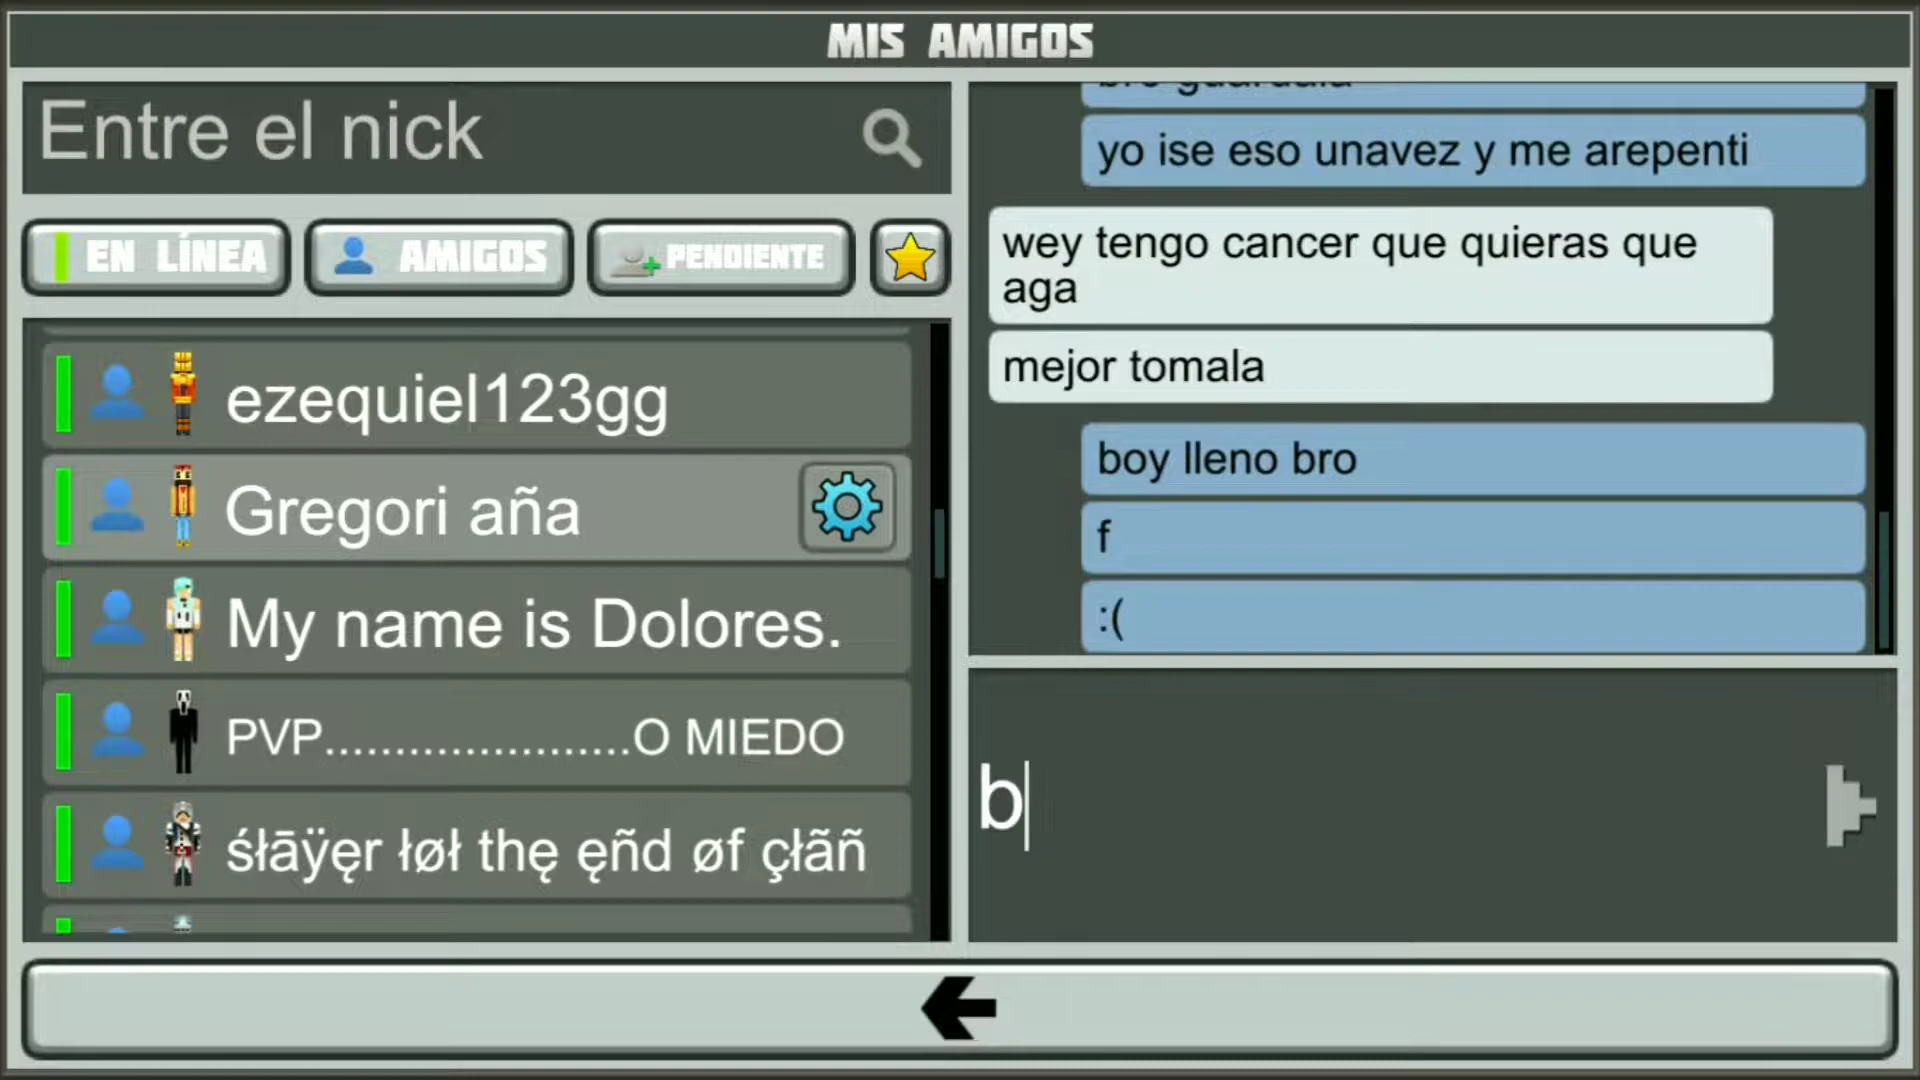 MIS AMIGOS
Entre el nick
EN LÍNEA
AMIGOS
PENDIENTE
ezequiel123gg
Gregori aña
My name is Dolores.
PVP......................O MIEDO
śłāÿęr łøł thę ęñd øf çłãñ
yo ise eso unavez y me arepenti
wey tengo cancer que quieras que
aga
mejor tomala
boy lleno bro
f
:(
b